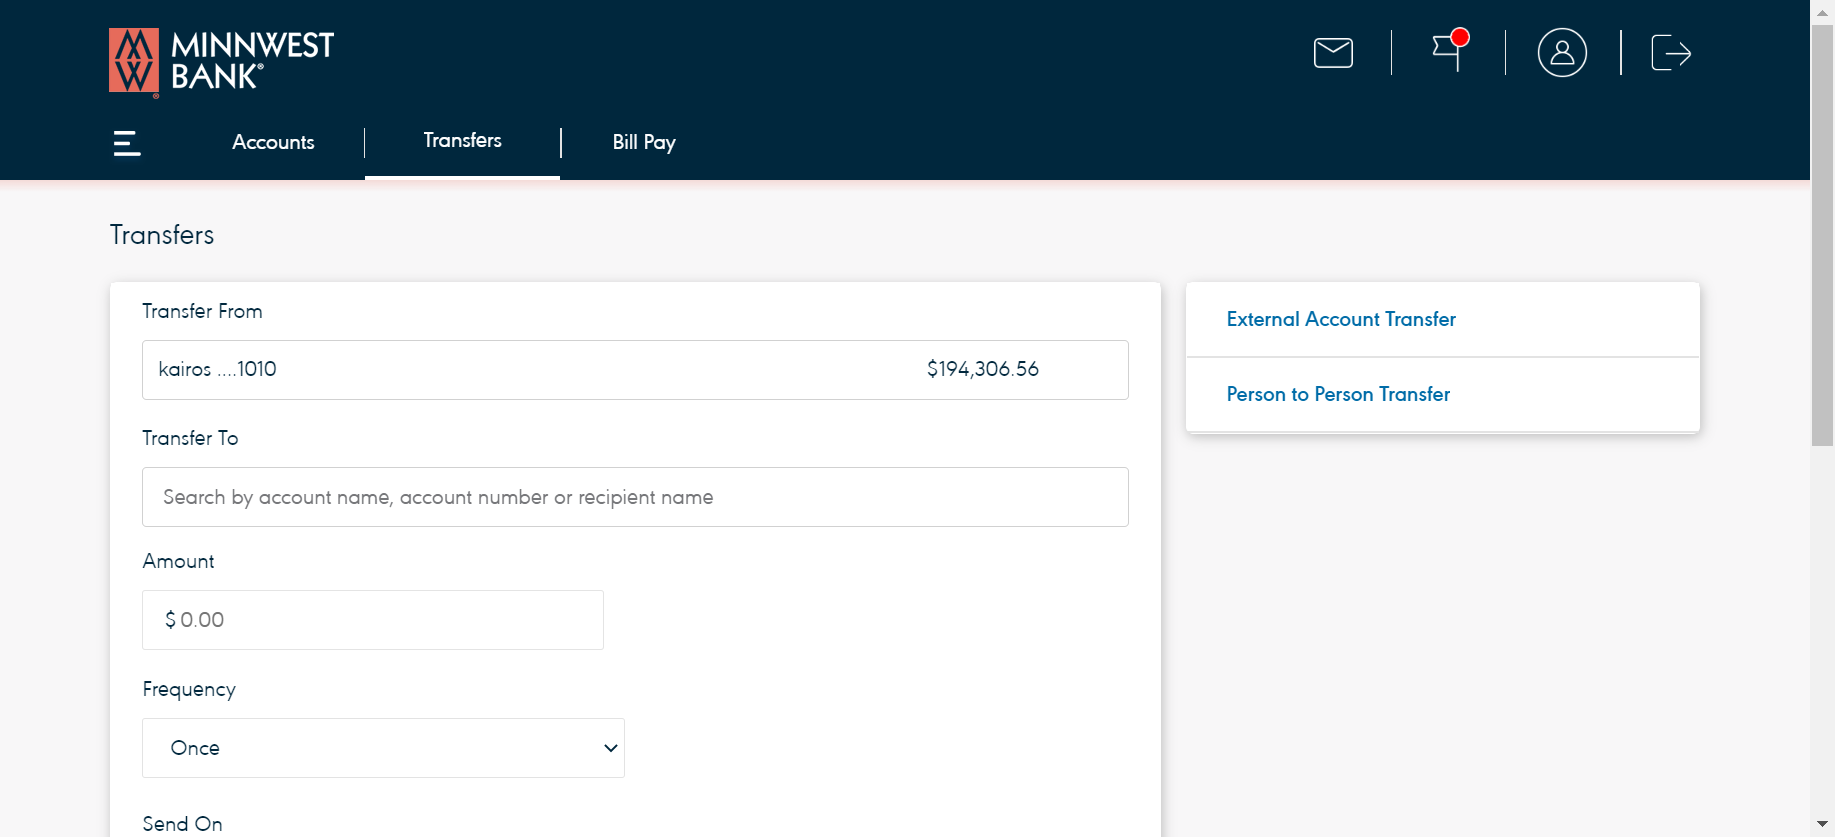 MINNWEST
BANK®
Accounts
Transfers
Bill Pay
Transfers
Transfer From
kairos ....1010 $194,306.56
Transfer To
Search by account name, account number or recipient name
Amount
$ 0.00
Frequency
Once
Send On
External Account Transfer
Person to Person Transfer